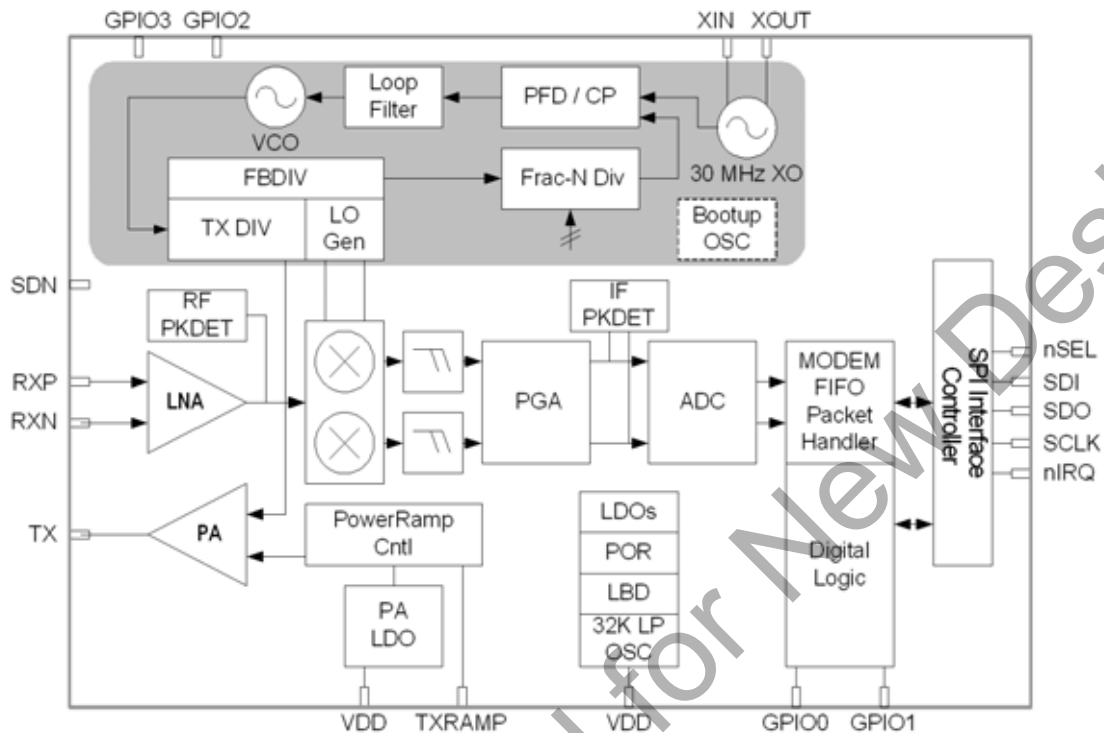 GPIO3 GPIO2 XIN XOUT
Loop
Filter
PFD / CP
VCO
30 MHz XO
FBDIV
Frac-N Div
TX DIV
LO
Gen
Bootup
OSC
SDN
RF
PKDET
IF
PKDET
RXP
RXN
LNA
PGA
ADC
MODEM
FIFO
Packet
Handler
SPI Interface
Controller
nSEL
SDI
SDO
SCLK
nIRQ
TX
PA
PowerRamp
Cntl
PA
LDO
LDOs
POR
LBD
32K LP
OSC
Digital
Logic
VDD TXRAMP VDD GPIO0 GPIO1
for New Des